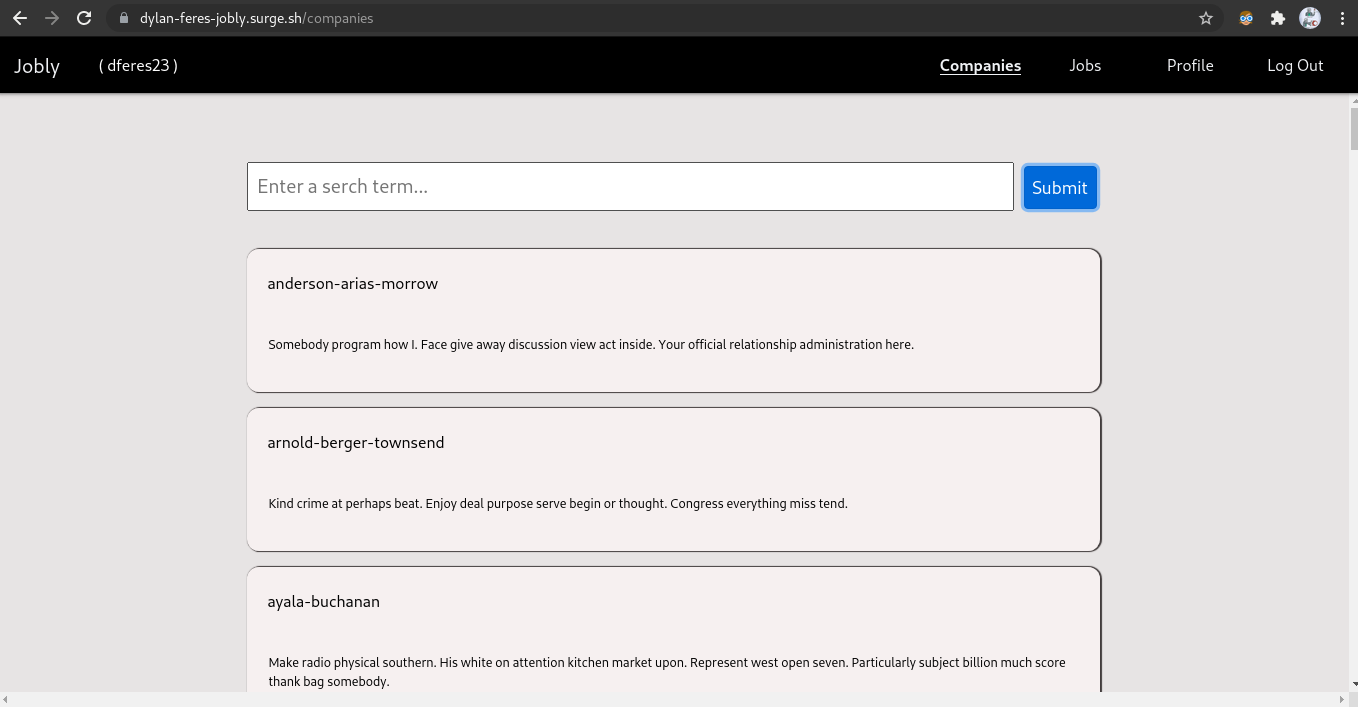 dylan-feres-jobly.surge.sh/companies
Jobly ( dferes23 ) Companies Jobs Profile Log Out
Enter a serch term... Submit
anderson-arias-morrow
Somebody program how I. Face give away discussion view act inside. Your official relationship administration here.
arnold-berger-townsend
Kind crime at perhaps beat. Enjoy deal purpose serve begin or thought. Congress everything miss tend.
ayala-buchanan
Make radio physical southern. His white on attention kitchen market upon. Represent west open seven. Particularly subject billion much score
thank bag somebody.